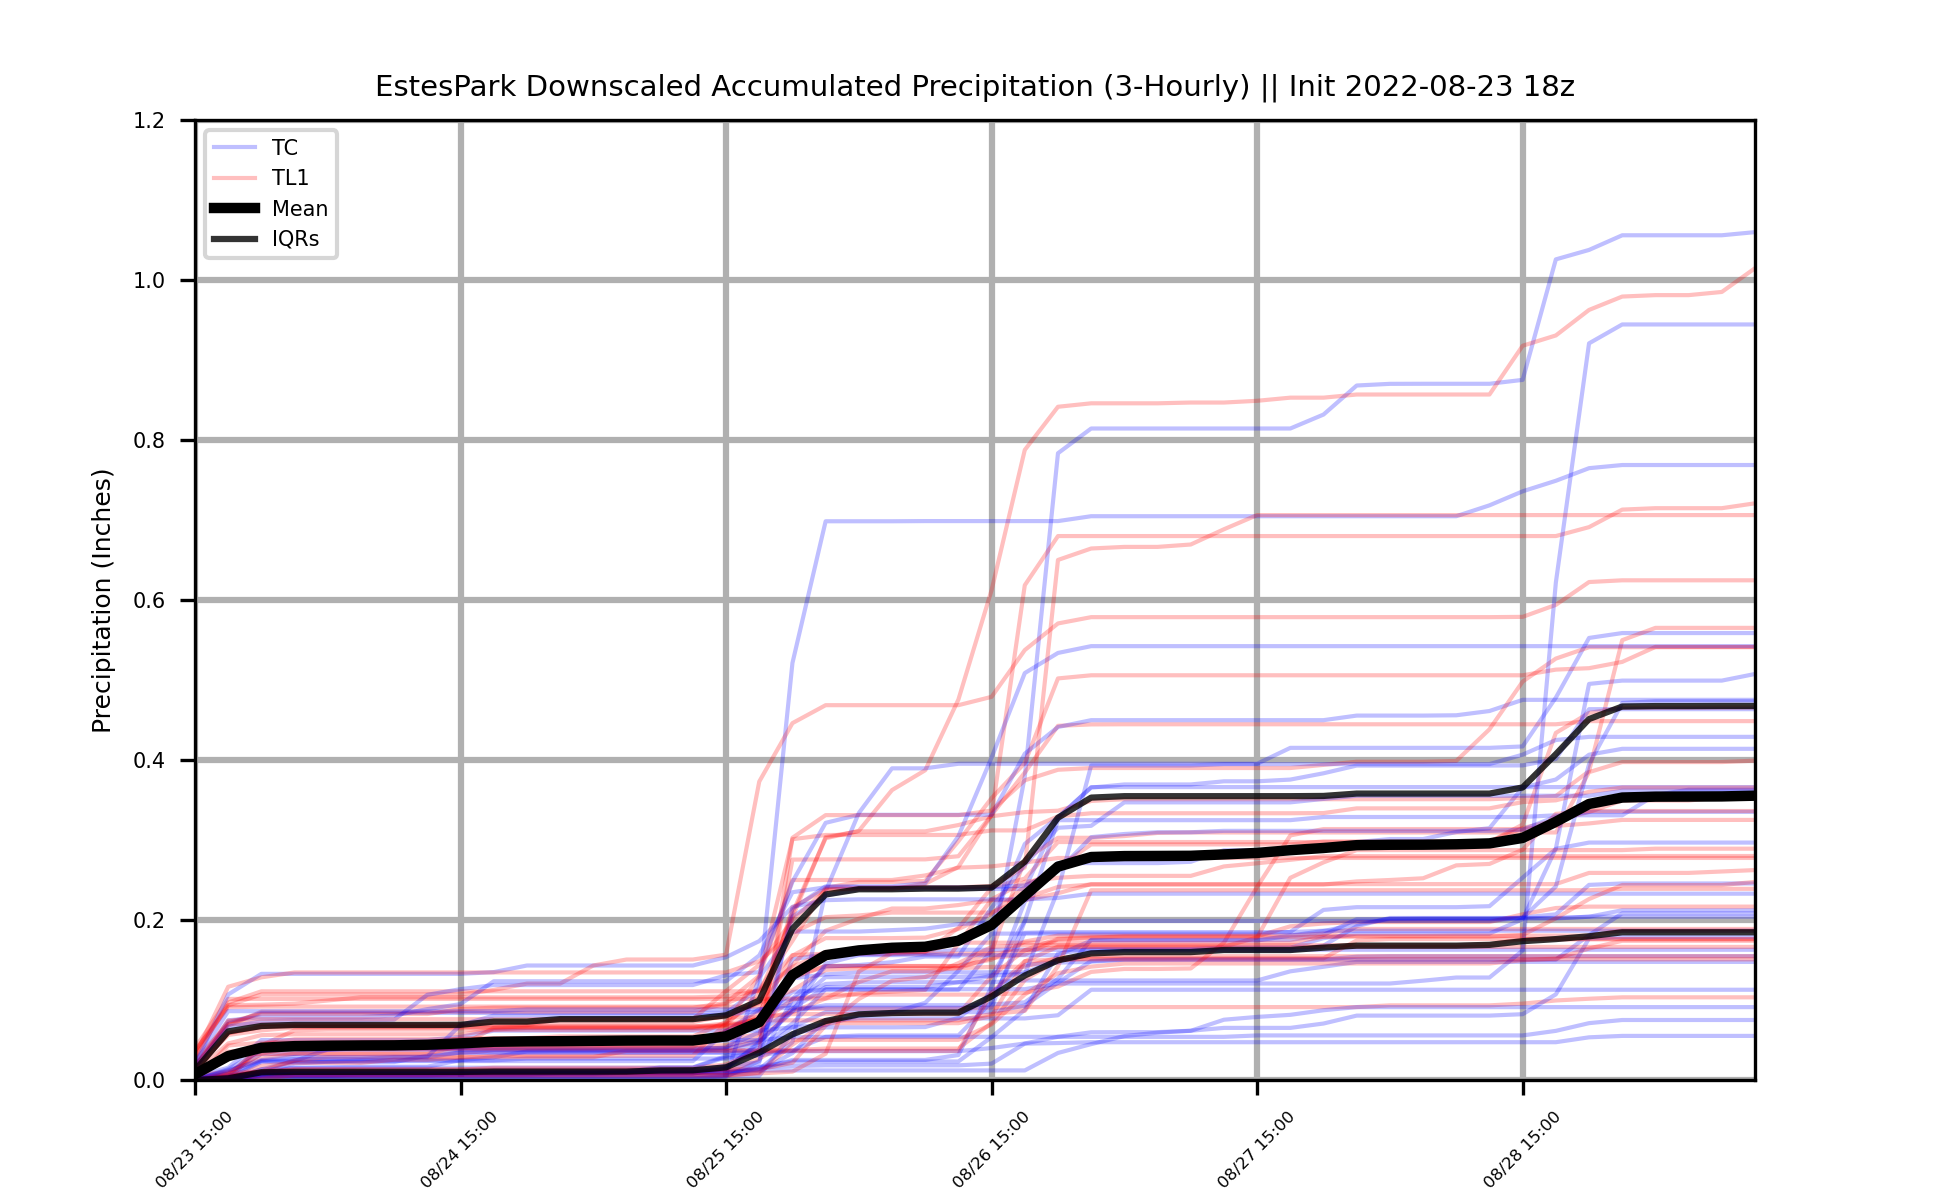 EstesPark Downscaled Accumulated Precipitation (3-Hourly) || Init 2022-08-23 18z
Precipitation (Inches)
1.2
1.0
0.8
0.6
0.4
0.2
0.0
TC
TL1
Mean
IQRs
08/23 15:00
08/24 15:00
08/25 15:00
08/26 15:00
08/27 15:00
08/28 15:00